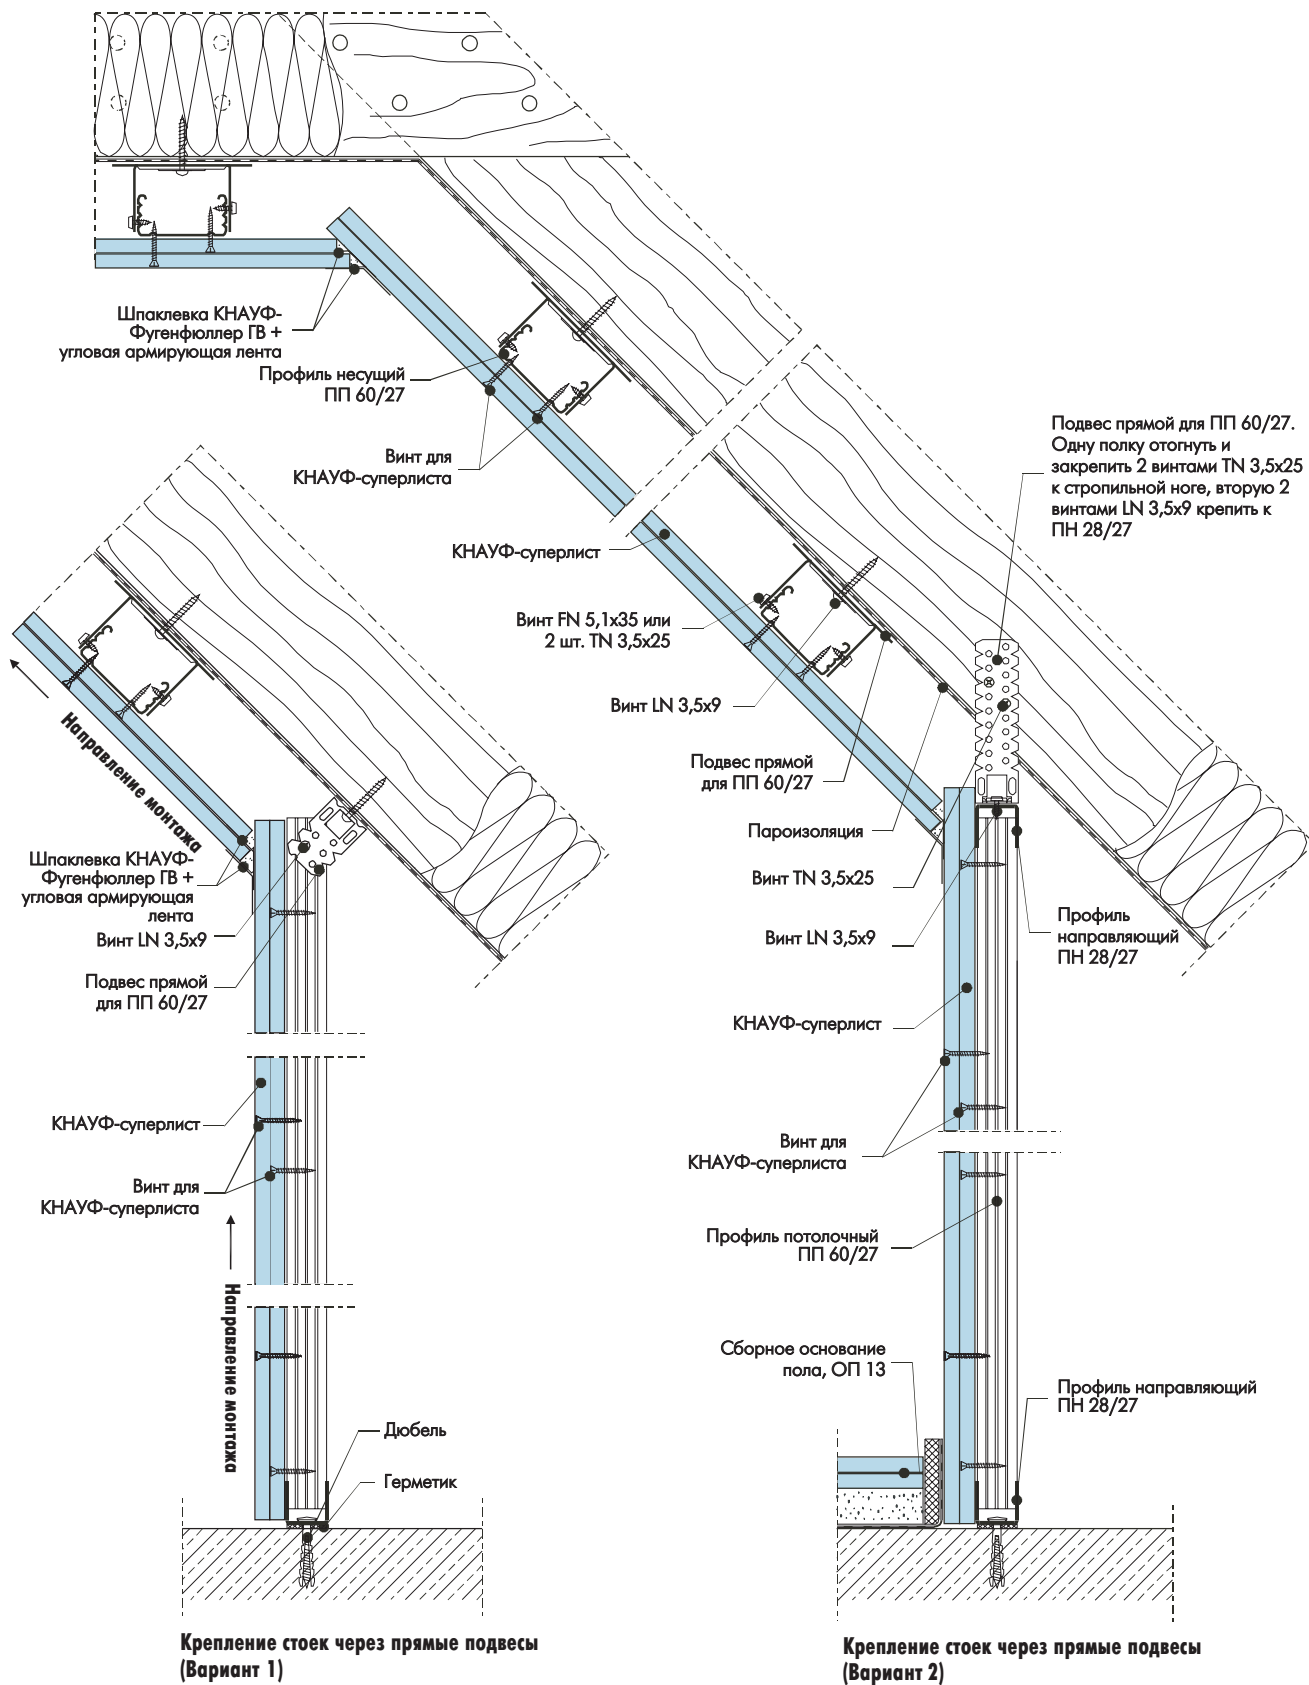 Шпаклевка КНАУФ-
Фугенфюллер ГВ +
угловая армирующая лента
Профиль несущий
ПП 60/27
Винт для
КНАУФ-суперлиста
КНАУФ-суперлист
Винт FN 5,1x35 или
2 шт. TN 3,5x25
Винт LN 3,5x9
Подвес прямой
для ПП 60/27
Пароизоляция
Винт TN 3,5x25
Винт LN 3,5x9
КНАУФ-суперлист
Винт для
КНАУФ-суперлиста
Профиль потолочный
ПП 60/27
Сборное основание
пола, ОП 13
Подвес прямой для ПП 60/27.
Одну полку отогнуть и
закрепить 2 винтами TN 3,5x25
к стропильной ноге, вторую 2
винтами LN 3,5x9 крепить к
ПН 28/27
Профиль
направляющий
ПН 28/27
Профиль направляющий
ПН 28/27
Направление монтажа
Шпаклевка КНАУФ-
Фугенфюллер ГВ +
угловая армирующая
лента
Винт LN 3,5x9
Подвес прямой
для ПП 60/27
КНАУФ-суперлист
Винт для
КНАУФ-суперлиста
Направление монтажа
Дюбель
Герметик
Крепление стоек через прямые подвесы
(Вариант 1)
Крепление стоек через прямые подвесы
(Вариант 2)